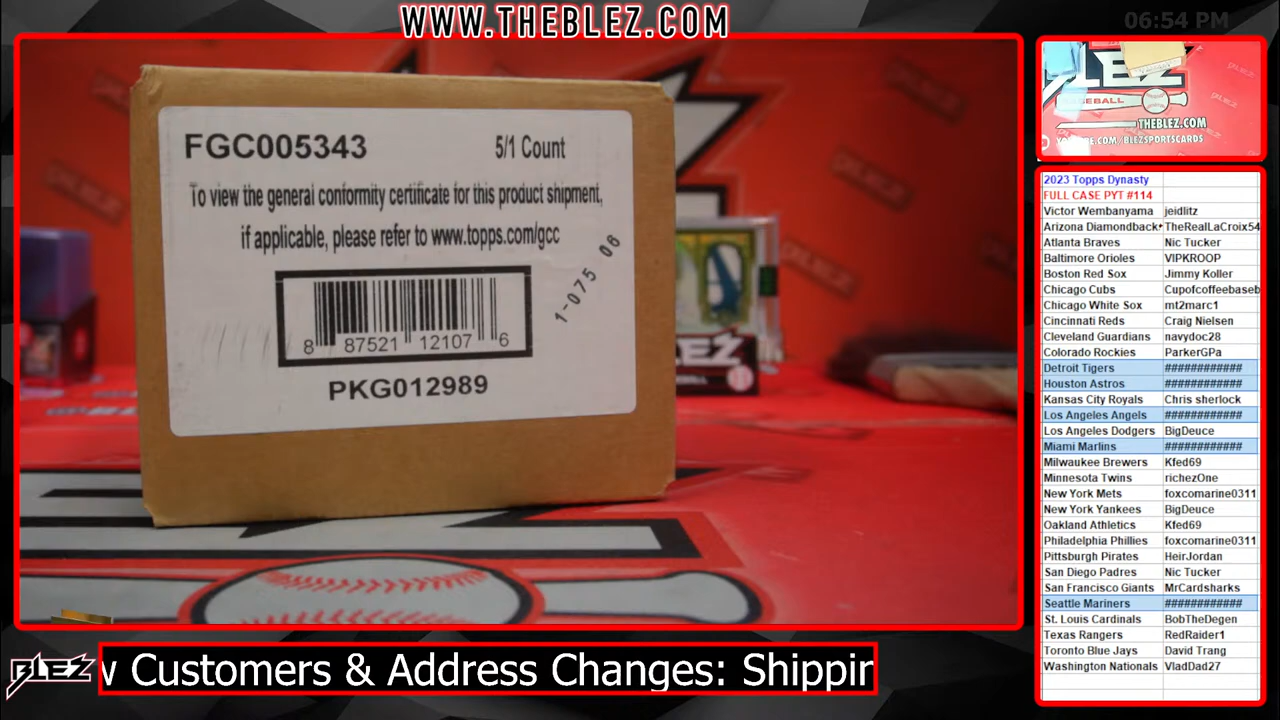 WWW.THEBLEZ.COM
06:54 PM
FGC005343
5/1 Count
To view the general conformity certificate for this product shipment,
if applicable, please refer to www.topps.com/gcc
1-075 06
8 87521 12107 6
PKG012989
BLEZ
BASEBALL
THEBLEZ.COM
2023 Topps Dynasty
FULL CASE PYT #114
Victor Wembanyama jeidlitz
Arizona Diamondback TheRealLaCroix54
Atlanta Braves Nic Tucker
Baltimore Orioles VIPKROOP
Boston Red Sox Jimmy Koller
Chicago Cubs Cupofcoffeebaseb
Chicago White Sox mt2marc1
Cincinnati Reds Craig Nielsen
Cleveland Guardians navydoc28
Colorado Rockies ParkerGPa
Detroit Tigers ############
Houston Astros ############
Kansas City Royals Chris sherlock
Los Angeles Angels ############
Los Angeles Dodgers BigDeuce
Miami Marlins ############
Milwaukee Brewers Kfed69
Minnesota Twins richezOne
New York Mets foxcomarine0311
New York Yankees BigDeuce
Oakland Athletics Kfed69
Philadelphia Phillies foxcomarine0311
Pittsburgh Pirates HeirJordan
San Diego Padres Nic Tucker
San Francisco Giants MrCardsharks
Seattle Mariners ############
St. Louis Cardinals BobTheDegen
Texas Rangers RedRaider1
Toronto Blue Jays David Trang
Washington Nationals VladDad27
BLEZ
w Customers & Address Changes: Shippin